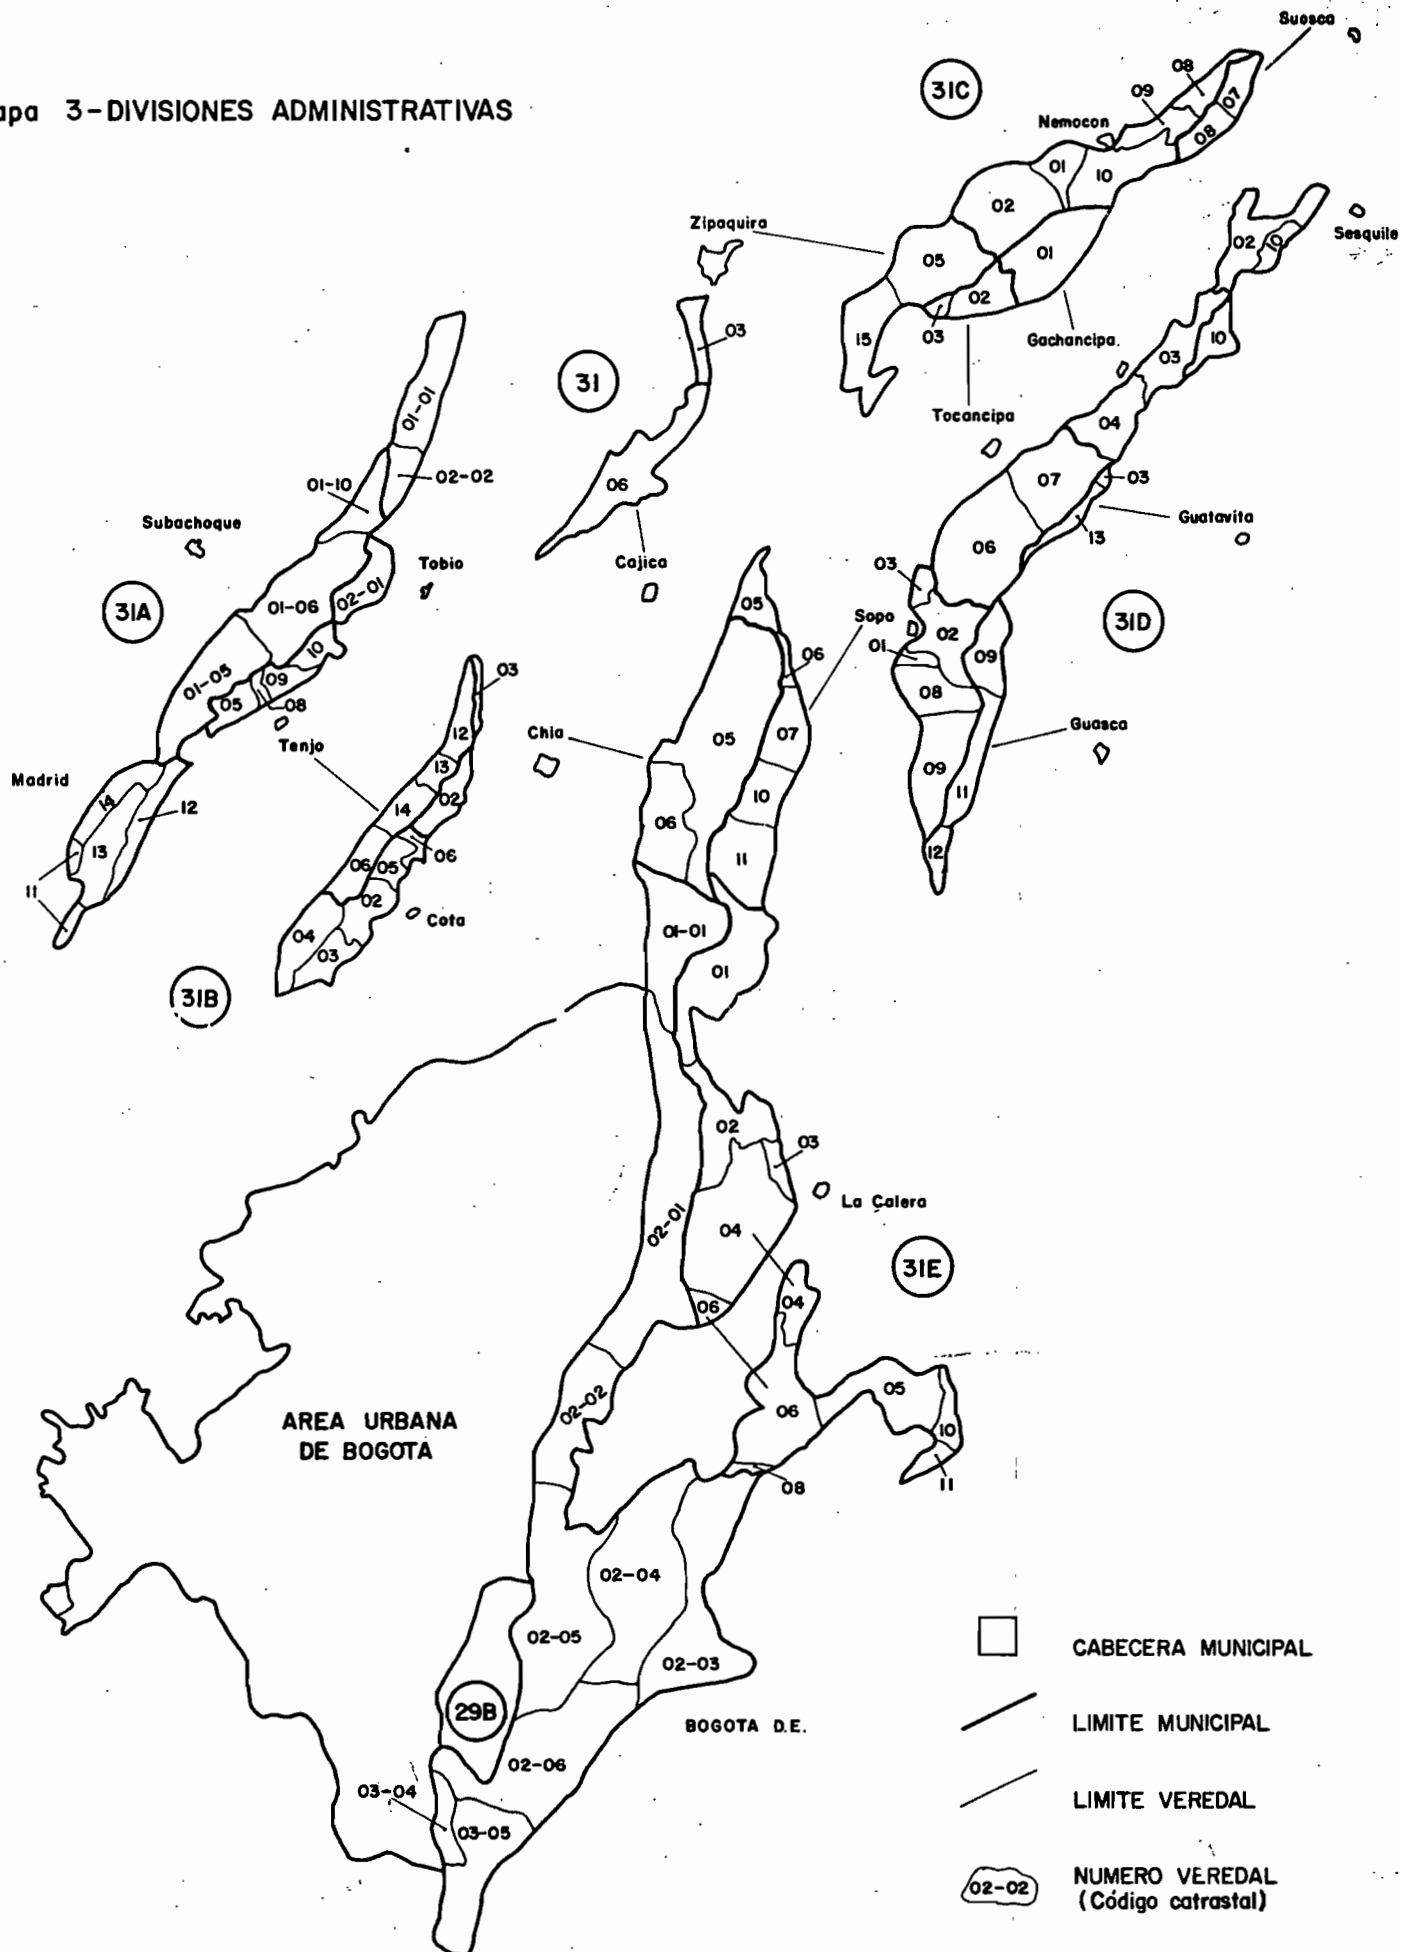 apa 3-DIVISIONES ADMINISTRATIVAS
Suesca
31C
08
09
07
Nemocon
08
01
10
02
Zipaquira
05
01
02
03
15
Gachancipa.
Tocancipa
Sesquile
02
10
10
03
04
07
03
Guatavita
13
06
03
02
01
09
08
31D
Guasca
09
11
12
31
03
06
Cajica
01-01
02-02
01-10
Subachoque
Tobio
31A
01-06
02-01
10
01-05
09
05
08
Tenjo
Madrid
14
12
13
11
03
12
13
02
14
06
06
05
02
Cota
04
03
31B
05
Sopo
06
Chia
05
07
10
06
11
01-01
01
02
03
La Calera
02-01
04
31E
06
04
02-02
05
06
10
11
08
AREA URBANA
DE BOGOTA
02-04
02-05
02-03
29B
BOGOTA D.E.
02-06
03-04
03-05
CABECERA MUNICIPAL
LIMITE MUNICIPAL
LIMITE VEREDAL
02-02
NUMERO VEREDAL
(Código catrastal)